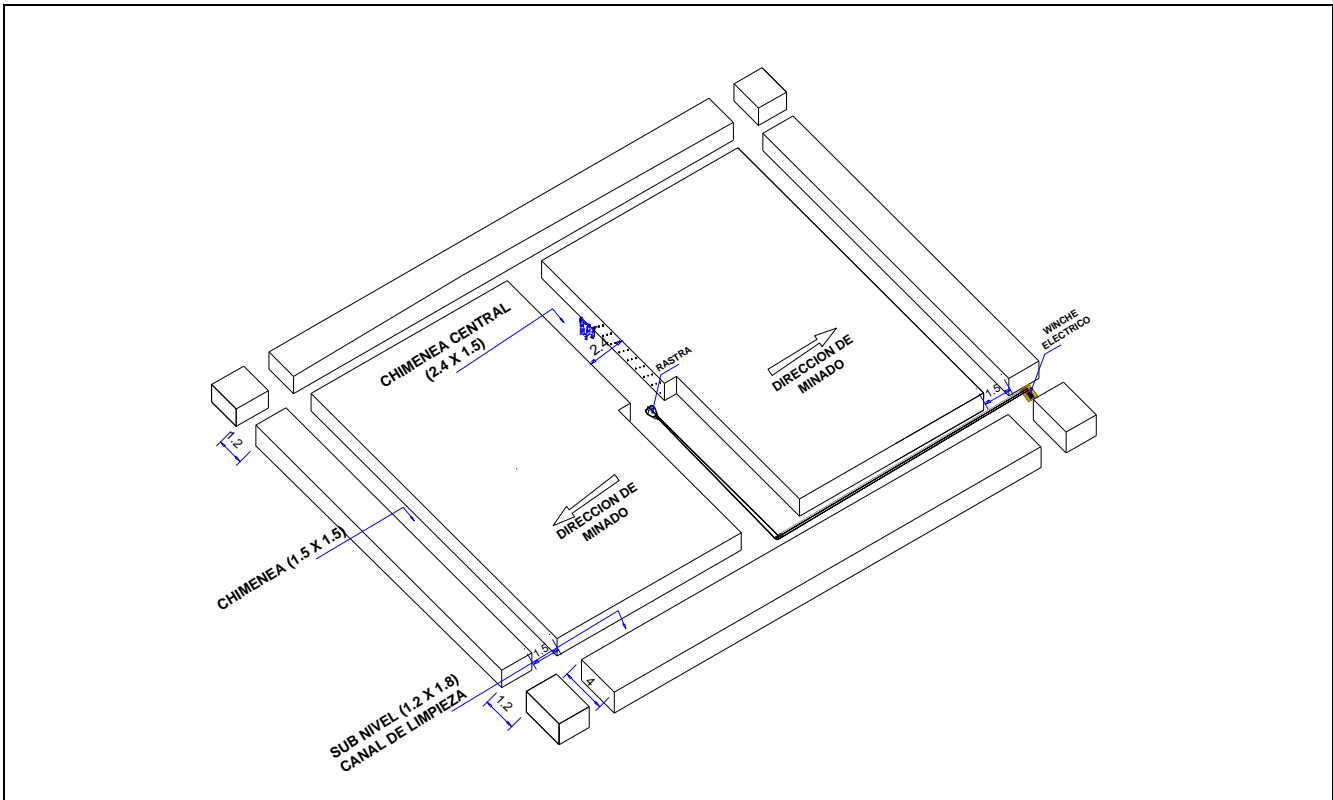 CHIMENEA CENTRAL
(2.4 X 1.5)
2.4
RASTRA
WINCHE
ELECTRICO
DIRECCION DE
MINADO
1.5
1.2
DIRECCION DE
MINADO
CHIMENEA (1.5 X 1.5)
1.5
4
1.2
SUB NIVEL (1.2 X 1.8)
CANAL DE LIMPIEZA